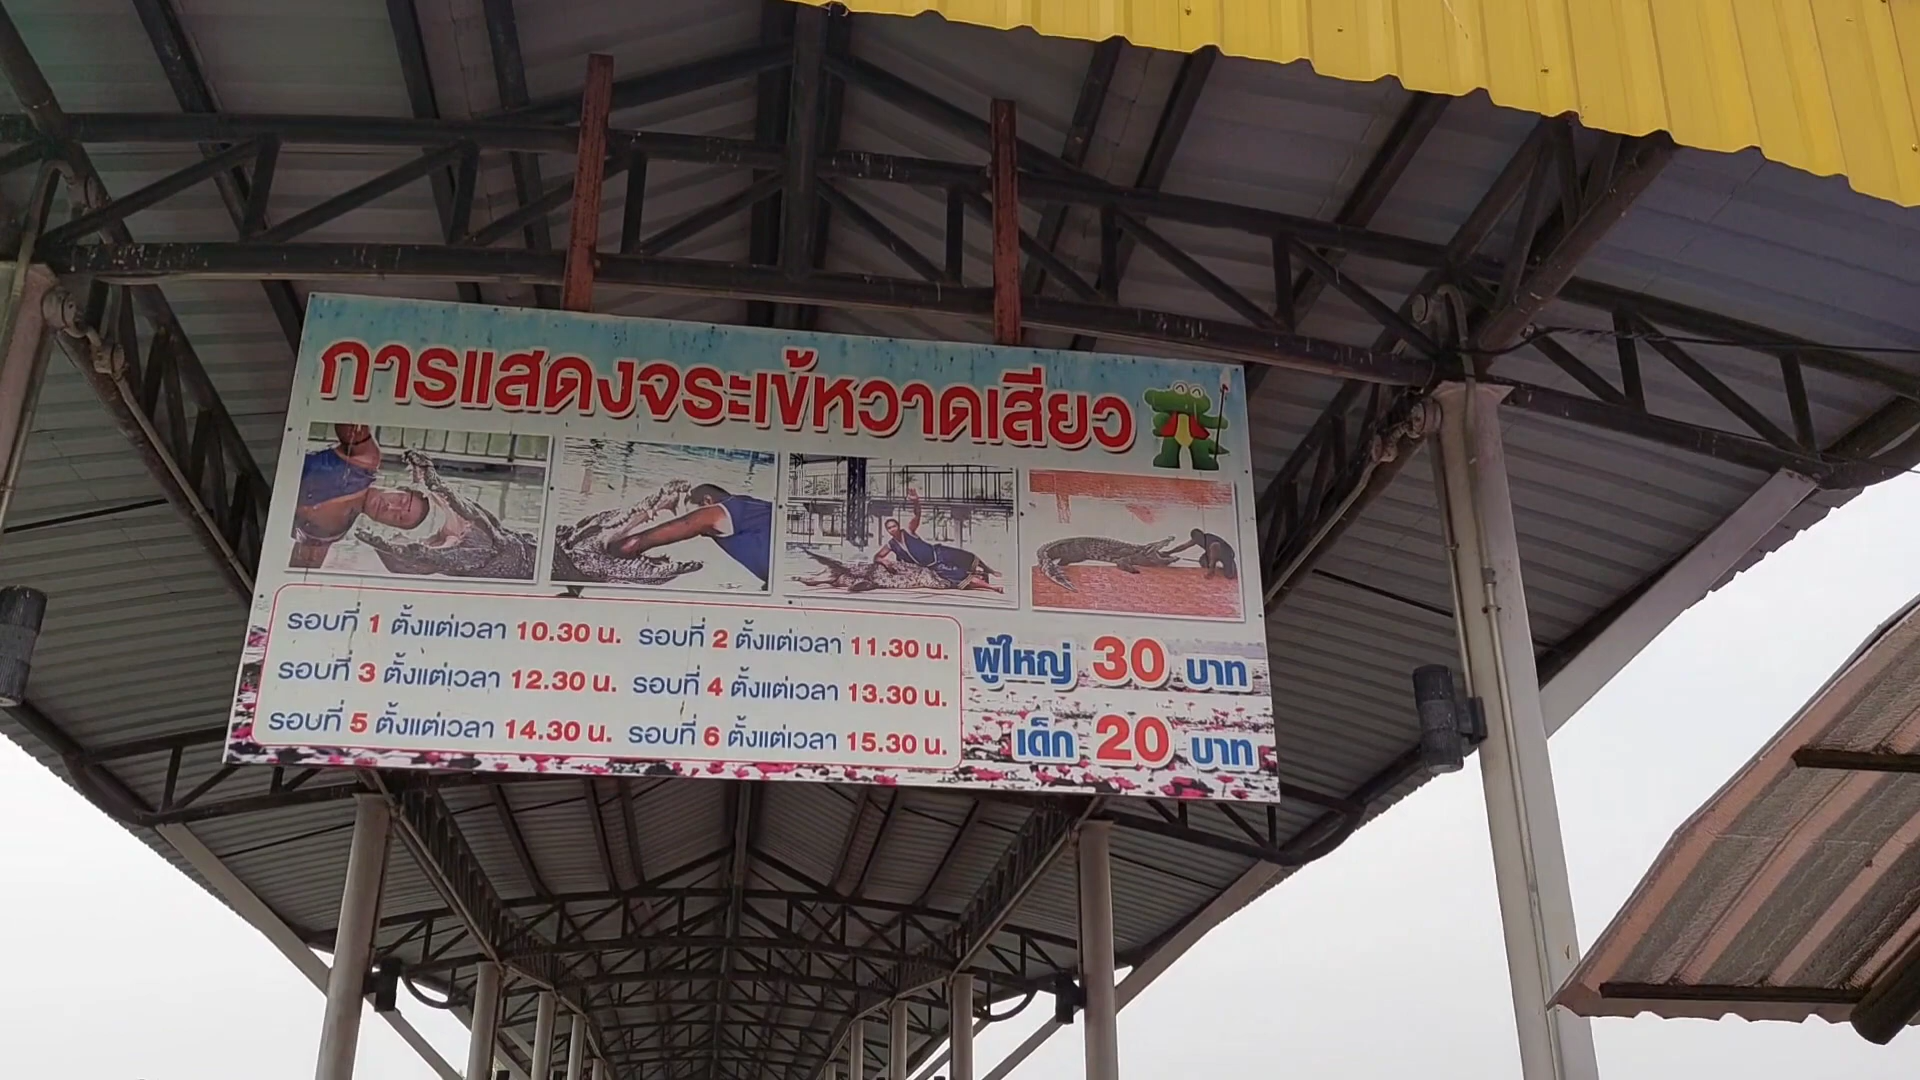 การแสดงจระเข้หวาดเสียว
รอบที่ 1 ตั้งแต่เวลา 10.30 น. รอบที่ 2 ตั้งแต่เวลา 11.30 น.
รอบที่ 3 ตั้งแต่เวลา 12.30 น. รอบที่ 4 ตั้งแต่เวลา 13.30 น.
รอบที่ 5 ตั้งแต่เวลา 14.30 น. รอบที่ 6 ตั้งแต่เวลา 15.30 น.
ผู้ใหญ่ 30 บาท
เด็ก 20 บาท